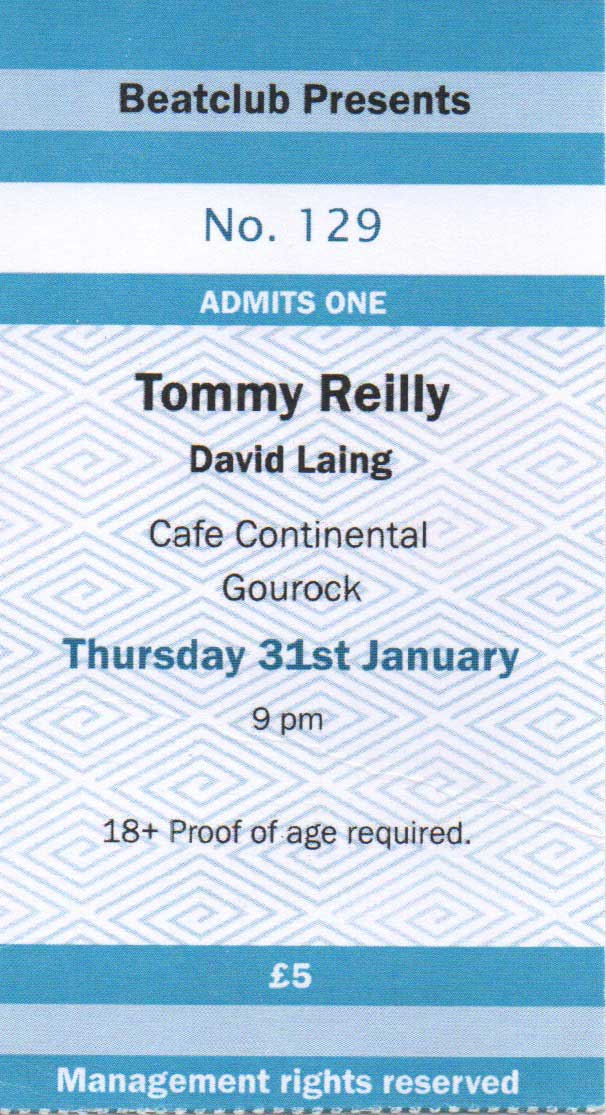 Beatclub Presents
No. 129
ADMITS ONE
Tommy Reilly
David Laing
Cafe Continental
Gourock
Thursday 31st January
9 pm
18+ Proof of age required.
£5
Management rights reserved